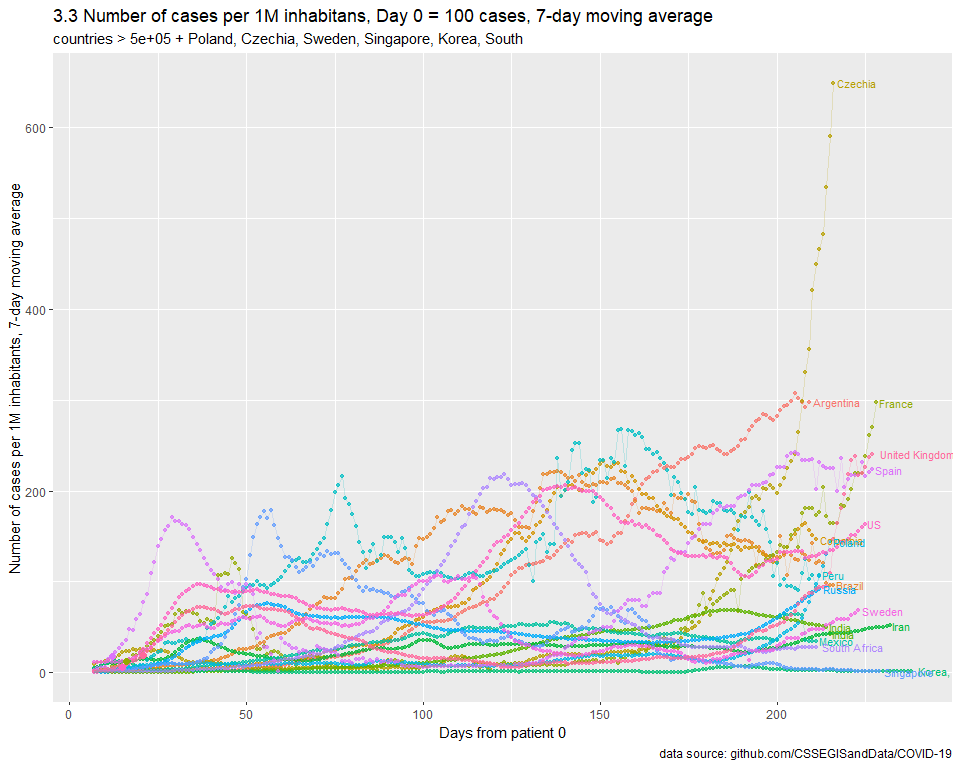 3.3 Number of cases per 1M inhabitans, Day 0 = 100 cases, 7-day moving average
countries > 5e+05 + Poland, Czechia, Sweden, Singapore, Korea, South
Number of cases per 1M inhabitants, 7-day moving average
600
400
200
0
Czechia
Argentina
France
United Kingdom
Spain
US
Poland
Peru
Brazil
Russia
Sweden
Iran
India
Mexico
South Africa
Korea,
Singapore
0
50
100
150
200
Days from patient 0
data source: github.com/CSSEGISandData/COVID-19